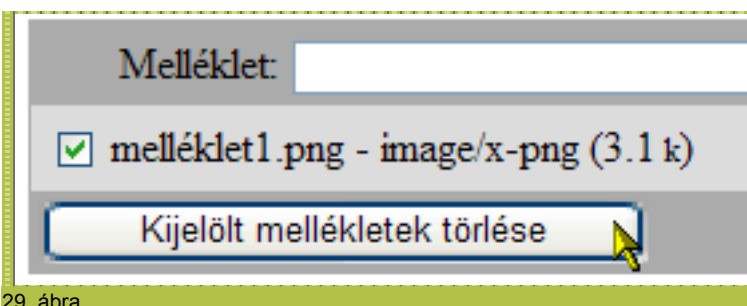 Melléklet:
melléklet1.png - image/x-png (3.1 k)
Kijelölt mellékletek törlése
29. ábra